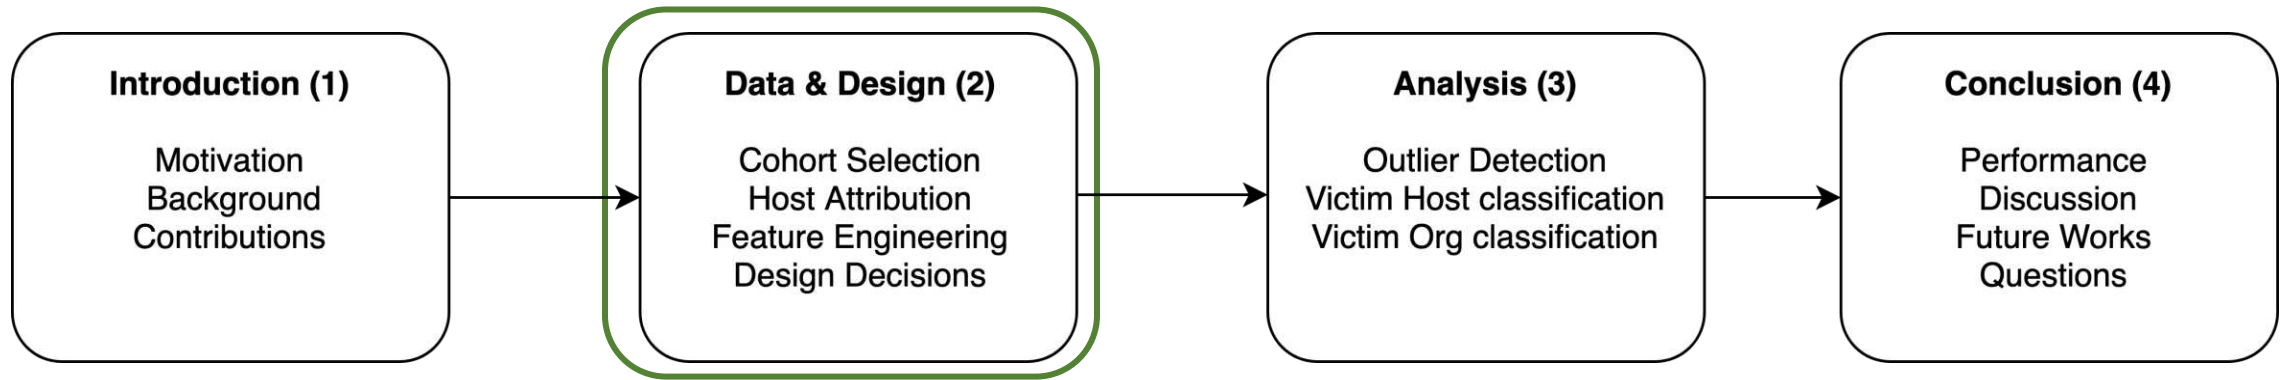 Introduction (1)
Motivation
Background
Contributions
Data & Design (2)
Cohort Selection
Host Attribution
Feature Engineering
Design Decisions
Analysis (3)
Outlier Detection
Victim Host classification
Victim Org classification
Conclusion (4)
Performance
Discussion
Future Works
Questions